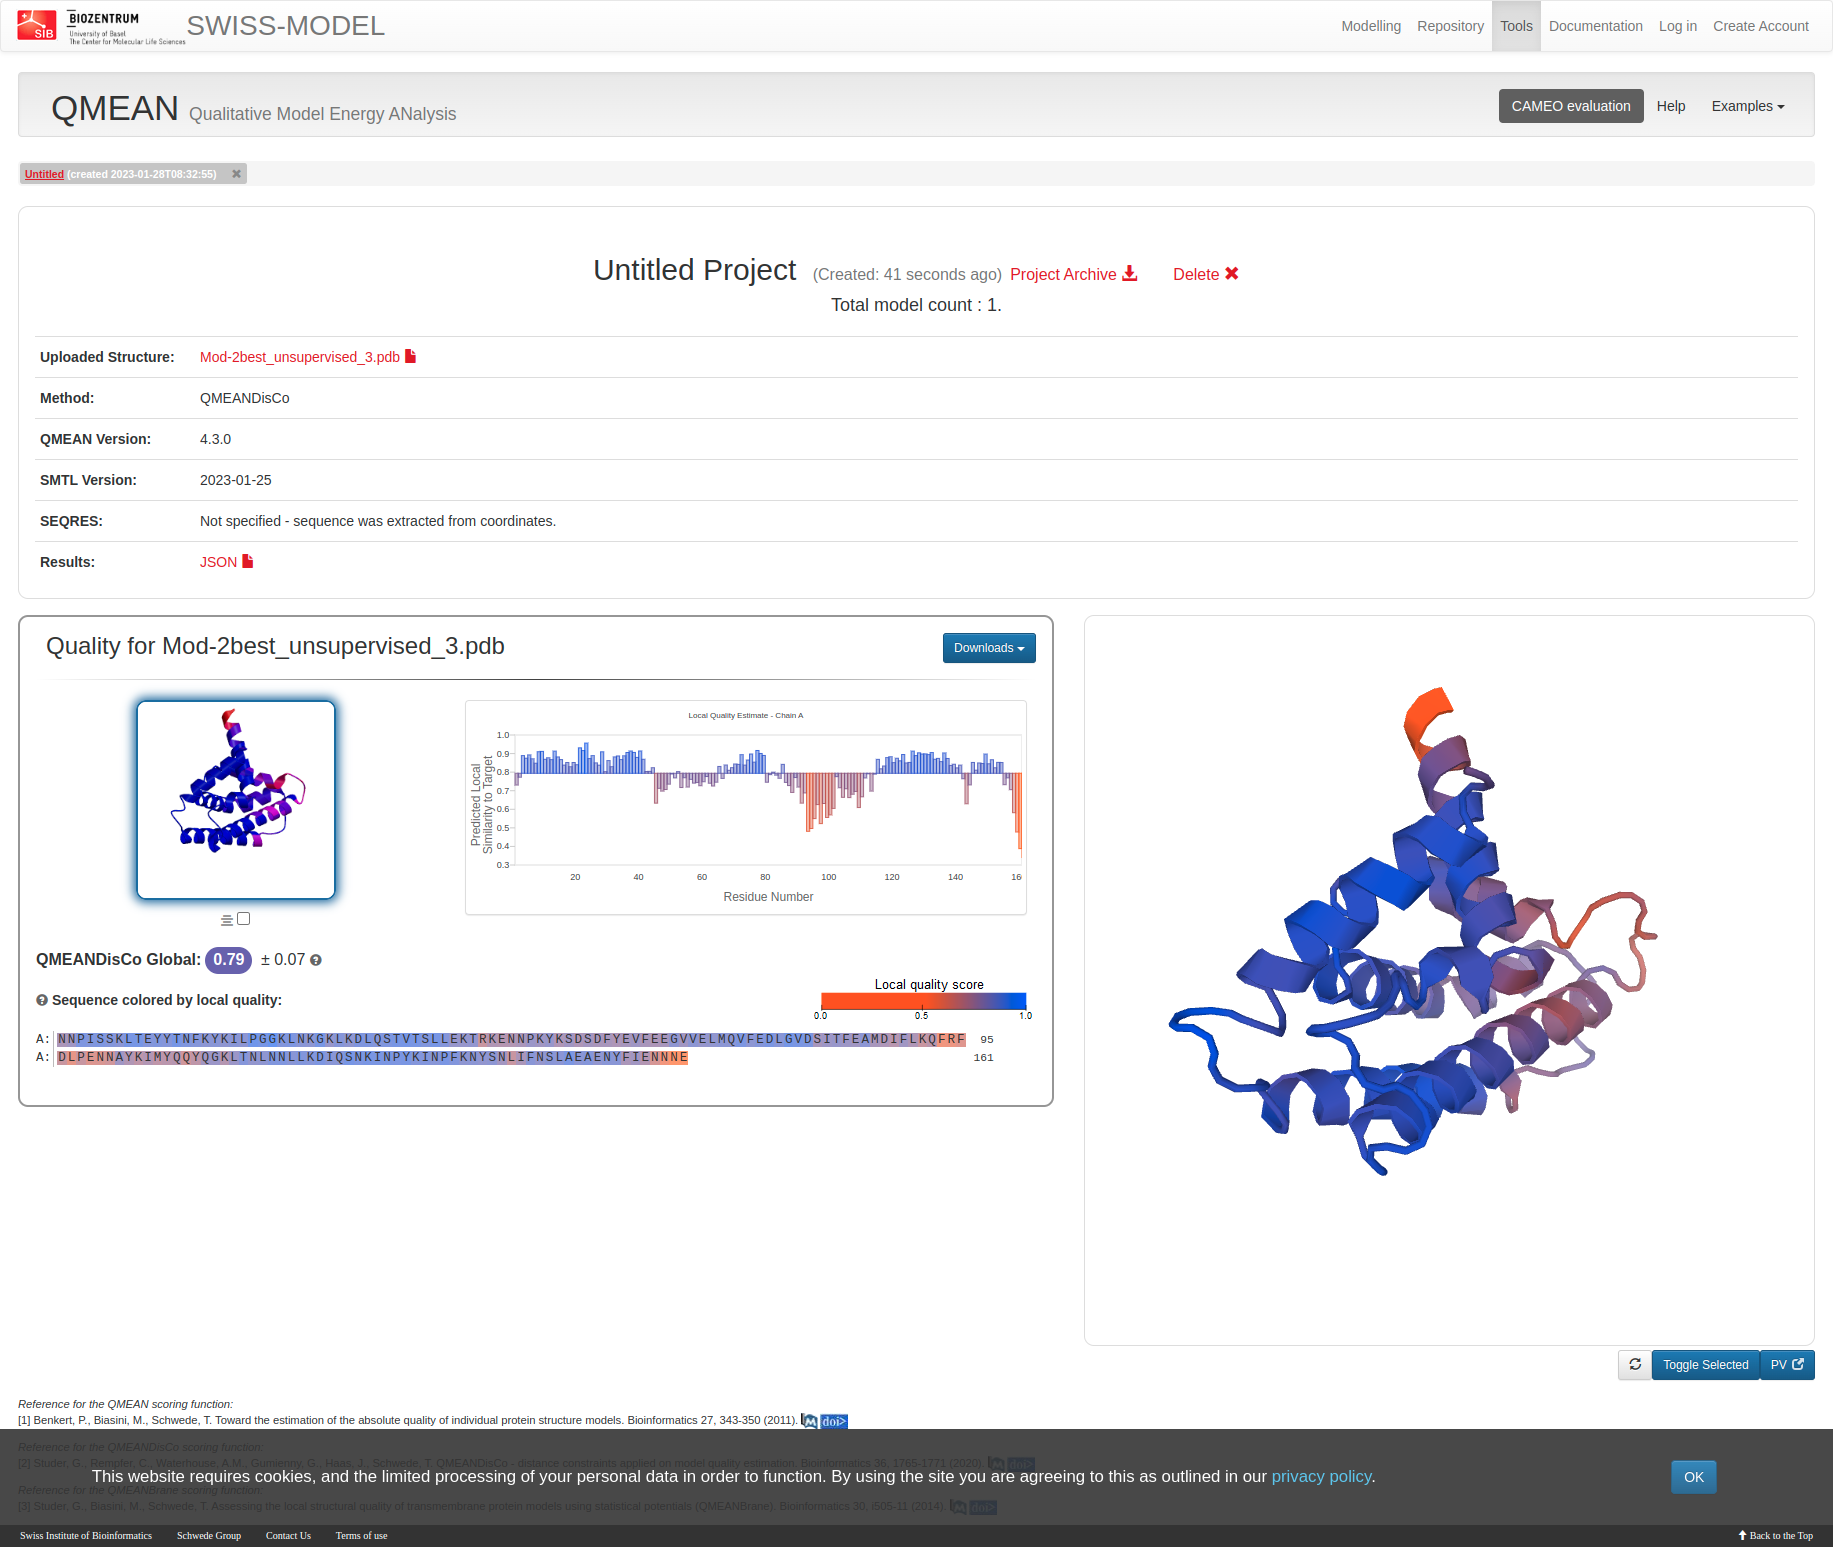 SIB
BIOZENTRUM
University of Basel
The Center for Molecular Life Sciences
SWISS-MODEL
Modelling Repository Tools Documentation Log in Create Account
QMEAN Qualitative Model Energy ANalysis
CAMEO evaluation Help Examples
Untitled (created 2023-01-28T08:32:55)
Untitled Project (Created: 41 seconds ago) Project Archive Delete
Total model count : 1.
Uploaded Structure: Mod-2best_unsupervised_3.pdb
Method: QMEANDisCo
QMEAN Version: 4.3.0
SMTL Version: 2023-01-25
SEQRES: Not specified - sequence was extracted from coordinates.
Results: JSON
Quality for Mod-2best_unsupervised_3.pdb
Downloads
Local Quality Estimate - Chain A
Predicted Local
Similarity to Target
1.0
0.9
0.8
0.7
0.6
0.5
0.4
0.3
20 40 60 80 100 120 140 16
Residue Number
QMEANDisCo Global: 0.79 ± 0.07
Sequence colored by local quality:
Local quality score
0.0 0.5 1.0
A: NNPISSKLTEYYTNFKYKILPGGKLNKGKLKDLQSTVTSLLEKTRKENNPKYKSDSDFYEVFEEGVVELMQVFEDLGVDSITFEAMDIFLKQFRF 95
A: DLPENNAYKIMYQQYQGKLTNLNNLLKDIQSNKINPYKINPFKNYSNLIFNSLAEAENYFIENNNE 161
Toggle Selected
PV
Reference for the QMEAN scoring function:
[1] Benkert, P., Biasini, M., Schwede, T. Toward the estimation of the absolute quality of individual protein structure models. Bioinformatics 27, 343-350 (2011). M doi>
Reference for the QMEANDisCo scoring function:
[2] Studer, G., Rempfer, C., Waterhouse, A.M., Gumienny, G., Haas, J., Schwede, T. QMEANDisCo - distance constraints applied on model quality estimation. Bioinformatics 36, 1765-1771 (2020). M doi>
This website requires cookies, and the limited processing of your personal data in order to function. By using the site you are agreeing to this as outlined in our privacy policy.
OK
Reference for the QMEANBrane scoring function:
[3] Studer, G., Biasini, M., Schwede, T. Assessing the local structural quality of transmembrane protein models using statistical potentials (QMEANBrane). Bioinformatics 30, i505-11 (2014). M doi>
Swiss Institute of Bioinformatics Schwede Group Contact Us Terms of use
Back to the Top